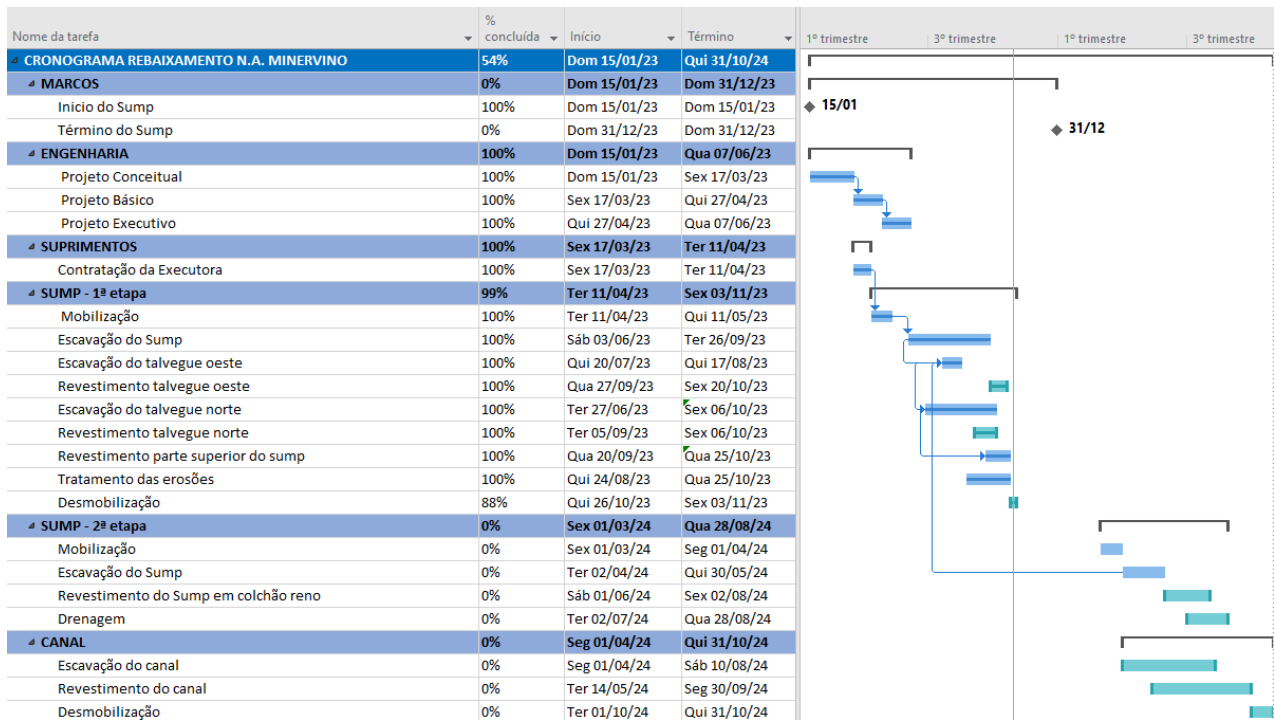 Nome da tarefa % concluída Início Término 1º trimestre 3º trimestre 1º trimestre 3º trimestre
CRONOGRAMA REBAIXAMENTO N.A. MINERVINO 54% Dom 15/01/23 Qui 31/10/24
MARCOS 0% Dom 15/01/23 Dom 31/12/23
Inicio do Sump 100% Dom 15/01/23 Dom 15/01/23 15/01
Término do Sump 0% Dom 31/12/23 Dom 31/12/23 31/12
ENGENHARIA 100% Dom 15/01/23 Qua 07/06/23
Projeto Conceitual 100% Dom 15/01/23 Sex 17/03/23
Projeto Básico 100% Sex 17/03/23 Qui 27/04/23
Projeto Executivo 100% Qui 27/04/23 Qua 07/06/23
SUPRIMENTOS 100% Sex 17/03/23 Ter 11/04/23
Contratação da Executora 100% Sex 17/03/23 Ter 11/04/23
SUMP - 1ª etapa 99% Ter 11/04/23 Sex 03/11/23
Mobilização 100% Ter 11/04/23 Qui 11/05/23
Escavação do Sump 100% Sáb 03/06/23 Ter 26/09/23
Escavação do talvegue oeste 100% Qui 20/07/23 Qui 17/08/23
Revestimento talvegue oeste 100% Qua 27/09/23 Sex 20/10/23
Escavação do talvegue norte 100% Ter 27/06/23 Sex 06/10/23
Revestimento talvegue norte 100% Ter 05/09/23 Sex 06/10/23
Revestimento parte superior do sump 100% Qua 20/09/23 Qua 25/10/23
Tratamento das erosões 100% Qui 24/08/23 Qua 25/10/23
Desmobilização 88% Qui 26/10/23 Sex 03/11/23
SUMP - 2ª etapa 0% Sex 01/03/24 Qua 28/08/24
Mobilização 0% Sex 01/03/24 Seg 01/04/24
Escavação do Sump 0% Ter 02/04/24 Qui 30/05/24
Revestimento do Sump em colchão reno 0% Sáb 01/06/24 Sex 02/08/24
Drenagem 0% Ter 02/07/24 Qua 28/08/24
CANAL 0% Seg 01/04/24 Qui 31/10/24
Escavação do canal 0% Seg 01/04/24 Sáb 10/08/24
Revestimento do canal 0% Ter 14/05/24 Seg 30/09/24
Desmobilização 0% Ter 01/10/24 Qui 31/10/24